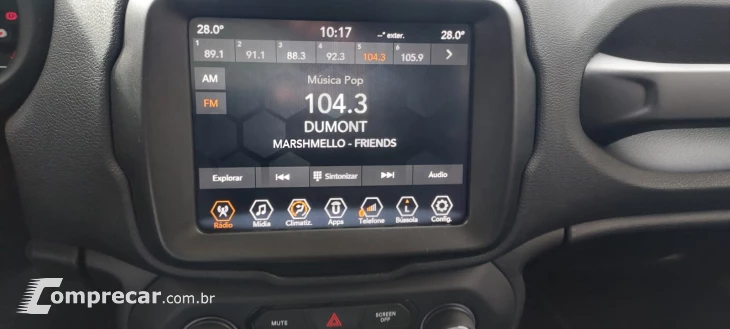 28.0°
10:17
--° exter.
28.0°
1 2 3 4 5 6
89.1 91.1 88.3 92.3 104.3 105.9
AM
Música Pop
FM
104.3
DUMONT
MARSHMELLO - FRIENDS
Explorar
Sintonizar
Áudio
Rádio
Mídia
Climatiz.
Apps
Telefone
Bússola
Config.
Comprecar.com.br
MUTE
SCREEN
OFF